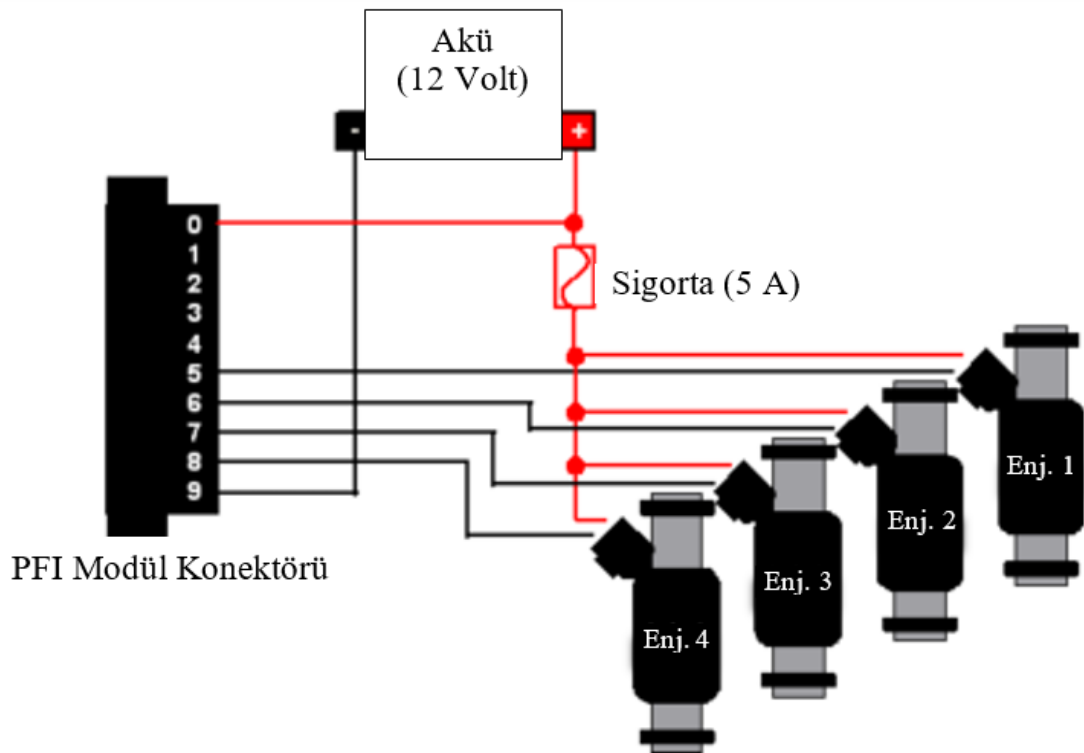 Akü
(12 Volt)
- +
0
1
2
3
4
5
6
7
8
9
Sigorta (5 A)
Enj. 1
Enj. 2
Enj. 3
Enj. 4
PFI Modül Konektörü